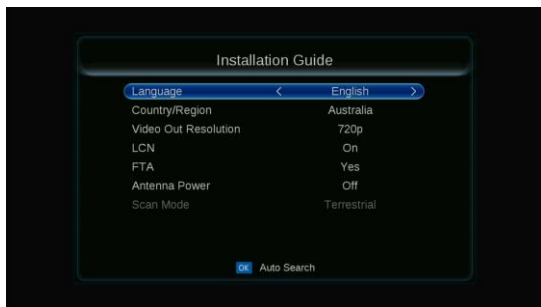 Installation Guide
Language < English >
Country/Region Australia
Video Out Resolution 720p
LCN On
FTA Yes
Antenna Power Off
Scan Mode Terrestrial
OK Auto Search